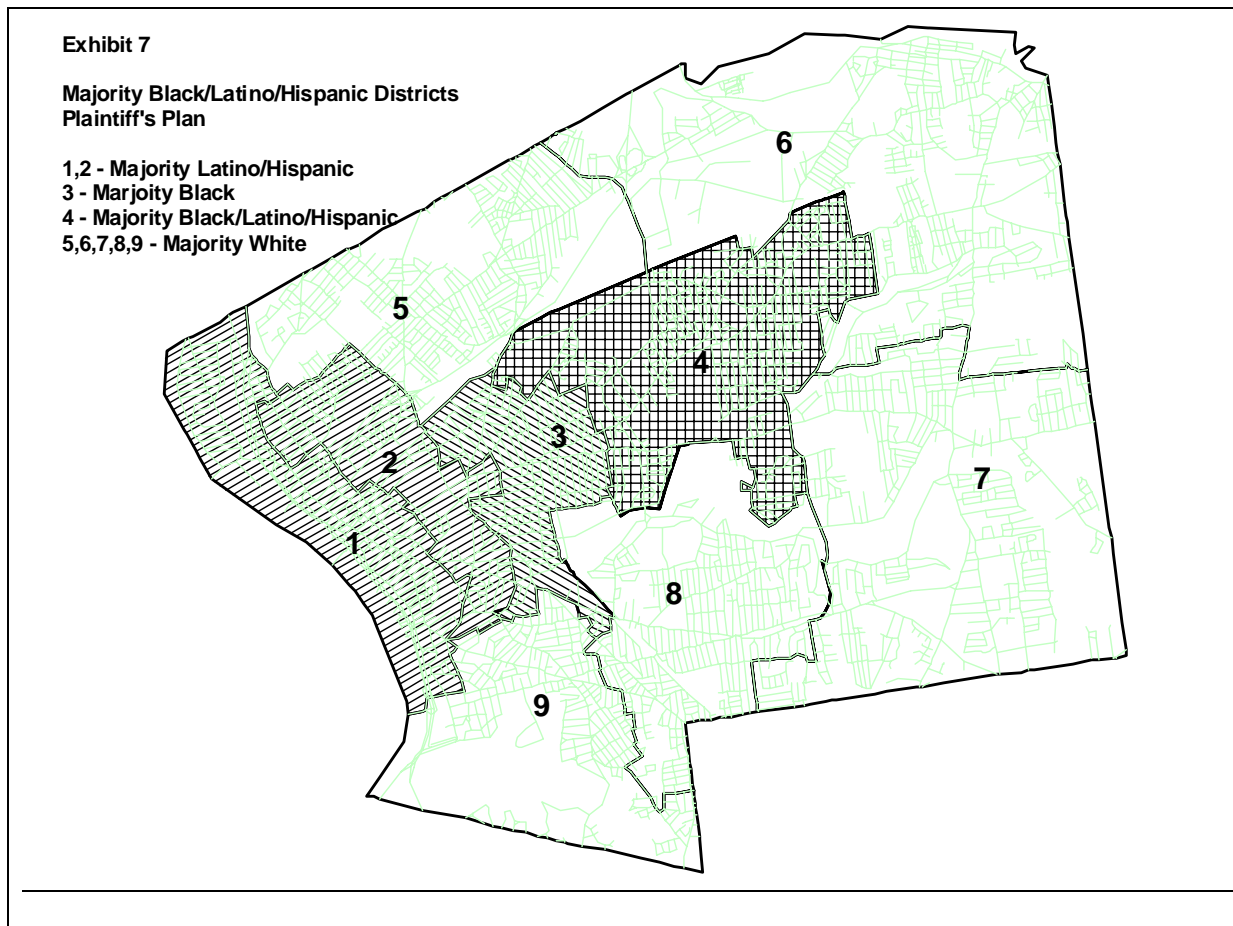 Exhibit 7
Majority Black/Latino/Hispanic Districts
Plaintiff's Plan
1,2 - Majority Latino/Hispanic
3 - Marjoity Black
4 - Majority Black/Latino/Hispanic
5,6,7,8,9 - Majority White
6
5
4
3
2
7
1
8
9